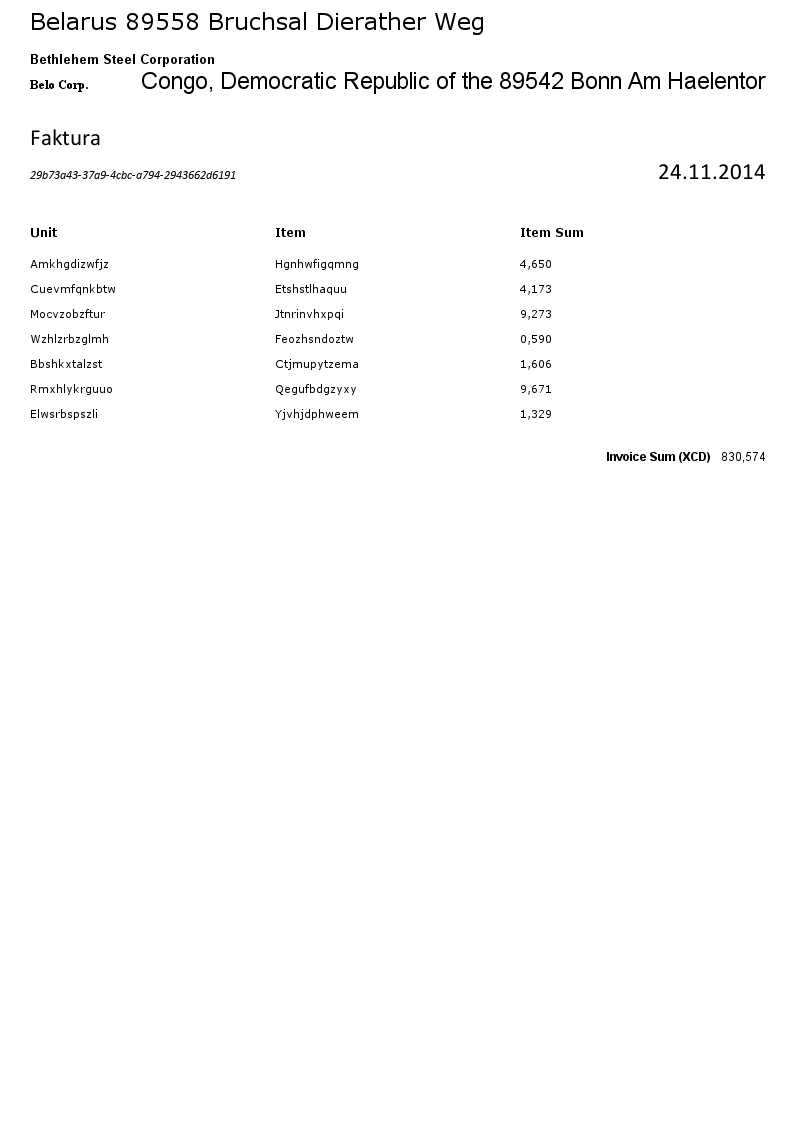 Belarus 89558 Bruchsal Dierather Weg
Bethlehem Steel Corporation
Belo Corp. Congo, Democratic Republic of the 89542 Bonn Am Haelentor
Faktura
29b73a43-37a9-4cbc-a794-2943662d6191 24.11.2014
Unit Item Item Sum
Amkhgdizwfjz Hgnhwfigqmng 4,650
Cuevmfqnkbtw Etshstlhaquu 4,173
Mocvzobzftur Jtnrinvhxpqi 9,273
Wzhlzrbzglmh Feozhsndoztw 0,590
Bbshkxtalzst Ctjmupytzema 1,606
Rmxhlykrguuo Qegufbdgzyxy 9,671
Elwsrbspszli Yjvhjdphweem 1,329
Invoice Sum (XCD) 830,574